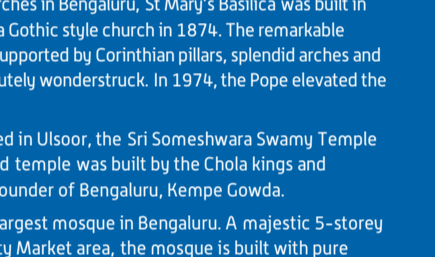 rches in Bengaluru, St Mary's Basilica was built in
a Gothic style church in 1874. The remarkable
upported by Corinthian pillars, splendid arches and
utely wonderstruck. In 1974, the Pope elevated the
ed in Ulsoor, the Sri Someshwara Swamy Temple
d temple was built by the Chola kings and
ounder of Bengaluru, Kempe Gowda.
argest mosque in Bengaluru. A majestic 5-storey
ty Market area, the mosque is built with pure